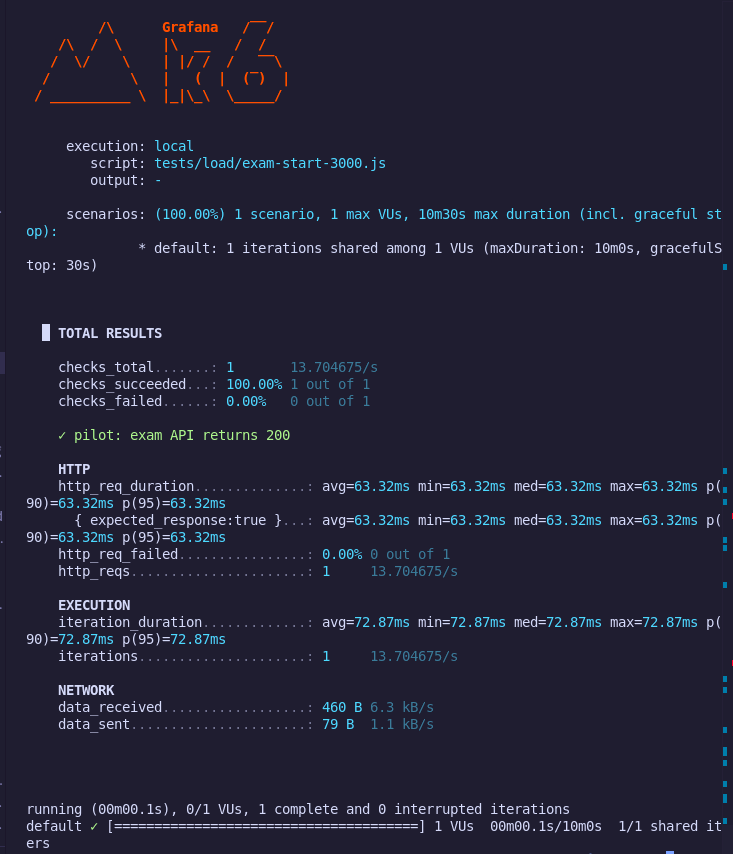 /\      Grafana   /‾‾/
    /\  /  \     |\  __   /  /
   /  \/    \    | |/ /  /   ‾‾\
  /          \   |   (  |  (‾)  |
 / __________ \  |_|\_\  \_____/
     execution: local
        script: tests/load/exam-start-3000.js
        output: -
     scenarios: (100.00%) 1 scenario, 1 max VUs, 10m30s max duration (incl. graceful st
op):
              * default: 1 iterations shared among 1 VUs (maxDuration: 10m0s, gracefulS
top: 30s)
  █ TOTAL RESULTS
    checks_total.......: 1       13.704675/s
    checks_succeeded...: 100.00% 1 out of 1
    checks_failed......: 0.00%   0 out of 1
    ✓ pilot: exam API returns 200
    HTTP
    http_req_duration..............: avg=63.32ms min=63.32ms med=63.32ms max=63.32ms p(
90)=63.32ms p(95)=63.32ms
      { expected_response:true }...: avg=63.32ms min=63.32ms med=63.32ms max=63.32ms p(
90)=63.32ms p(95)=63.32ms
    http_req_failed................: 0.00% 0 out of 1
    http_reqs......................: 1     13.704675/s
    EXECUTION
    iteration_duration.............: avg=72.87ms min=72.87ms med=72.87ms max=72.87ms p(
90)=72.87ms p(95)=72.87ms
    iterations.....................: 1     13.704675/s
    NETWORK
    data_received..................: 460 B 6.3 kB/s
    data_sent......................: 79 B  1.1 kB/s
running (00m00.1s), 0/1 VUs, 1 complete and 0 interrupted iterations
default ✓ [======================================] 1 VUs  00m00.1s/10m0s  1/1 shared it
ers